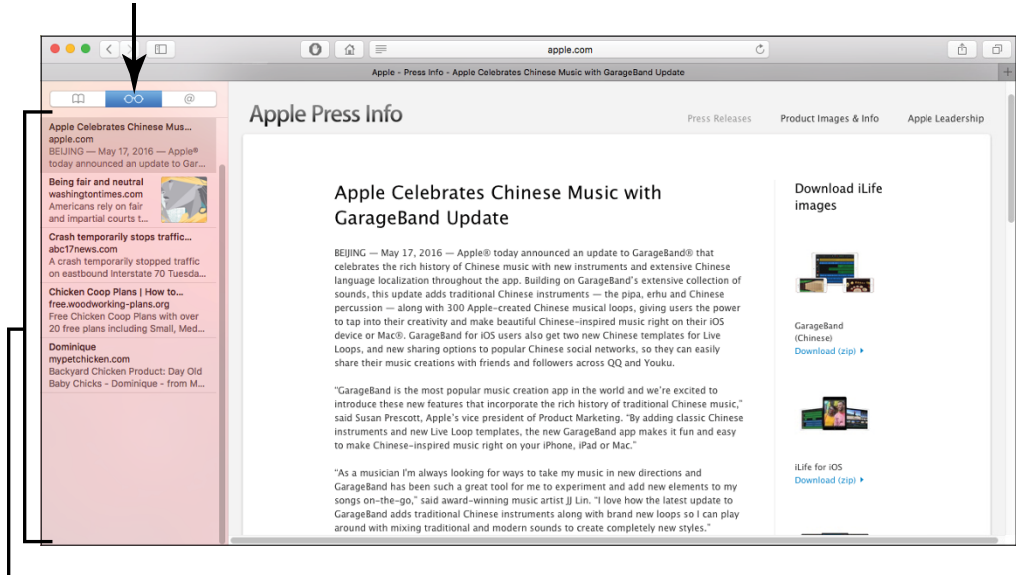 apple.com
Apple - Press Info - Apple Celebrates Chinese Music with GarageBand Update
@
Apple Celebrates Chinese Mus...
apple.com
BEIJING — May 17, 2016 — Apple®
today announced an update to Gar...
Being fair and neutral
washingtontimes.com
Americans rely on fair
and impartial courts t...
Crash temporarily stops traffic...
abc17news.com
A crash temporarily stopped traffic
on eastbound Interstate 70 Tuesda...
Chicken Coop Plans | How to...
free.woodworking-plans.org
Free Chicken Coop Plans with over
20 free plans including Small, Med...
Dominique
mypetchicken.com
Backyard Chicken Product: Day Old
Baby Chicks - Dominique - from M...
Apple Press Info
Press Releases
Product Images & Info
Apple Leadership
Apple Celebrates Chinese Music with
GarageBand Update
BEIJING — May 17, 2016 — Apple® today announced an update to GarageBand® that
celebrates the rich history of Chinese music with new instruments and extensive Chinese
language localization throughout the app. Building on GarageBand's extensive collection of
sounds, this update adds traditional Chinese instruments — the pipa, erhu and Chinese
percussion — along with 300 Apple-created Chinese musical loops, giving users the power
to tap into their creativity and make beautiful Chinese-inspired music right on their iOS
device or Mac®. GarageBand for iOS users also get two new Chinese templates for Live
Loops, and new sharing options to popular Chinese social networks, so they can easily
share their music creations with friends and followers across QQ and Youku.
"GarageBand is the most popular music creation app in the world and we're excited to
introduce these new features that incorporate the rich history of traditional Chinese music,"
said Susan Prescott, Apple's vice president of Product Marketing. "By adding classic Chinese
instruments and new Live Loop templates, the new GarageBand app makes it fun and easy
to make Chinese-inspired music right on your iPhone, iPad or Mac."
"As a musician I'm always looking for ways to take my music in new directions and
GarageBand has been such a great tool for me to experiment and add new elements to my
songs on-the-go," said award-winning music artist JJ Lin. "I love how the latest update to
GarageBand adds traditional Chinese instruments along with brand new loops so I can play
around with mixing traditional and modern sounds to create completely new styles."
Download iLife
images
GarageBand
(Chinese)
Download (zip)
iLife for iOS
Download (zip)